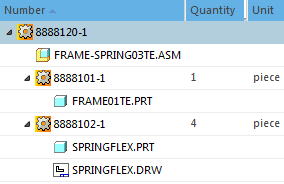 Number Quantity Unit
8888120-1
FRAME-SPRING03TE.ASM
8888101-1 1 piece
FRAME01TE.PRT
8888102-1 4 piece
SPRINGFLEX.PRT
SPRINGFLEX.DRW